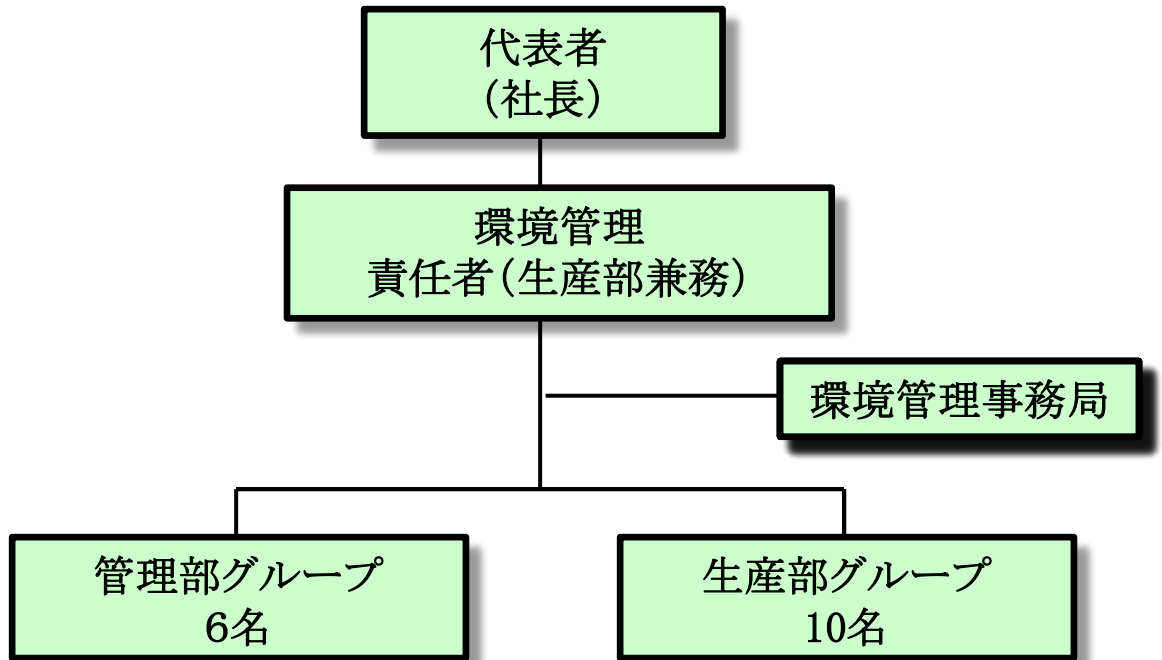 代表者
（社長）
環境管理
責任者（生産部兼務）
環境管理事務局
管理部グループ
6名
生産部グループ
10名